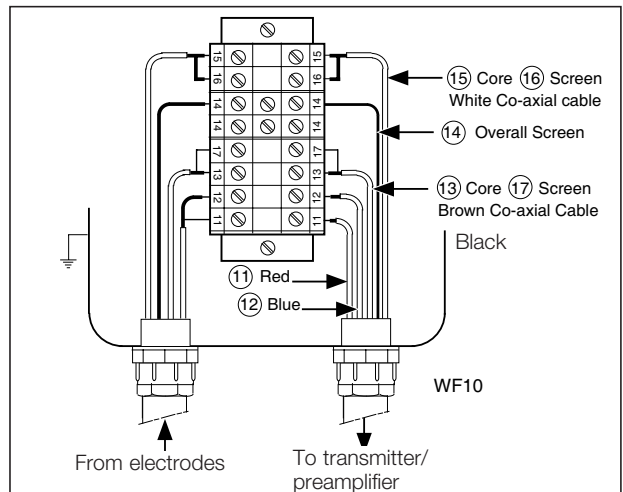 15 15
16 16
14 14
14 14
17 17
13 13
12 12
11 11
15 Core 16 Screen
White Co-axial cable
14 Overall Screen
13 Core 17 Screen
Brown Co-axial Cable
Black
11 Red
12 Blue
WF10
From electrodes
To transmitter/
preamplifier